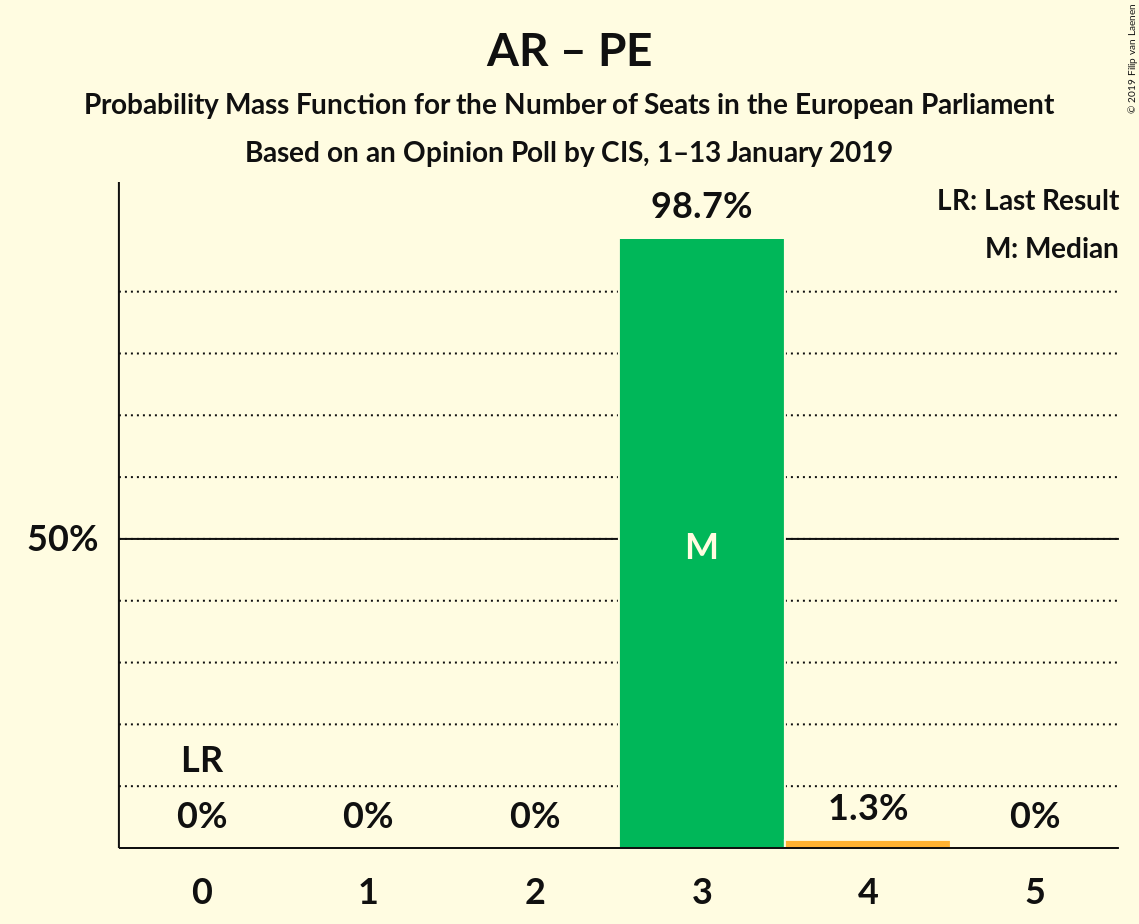 AR – PE
Probability Mass Function for the Number of Seats in the European Parliament
Based on an Opinion Poll by CIS, 1–13 January 2019
© 2019 Filip van Laenen
LR: Last Result
M: Median
98.7%
50%
M
LR
0%
0%
0%
1.3%
0%
0
1
2
3
4
5